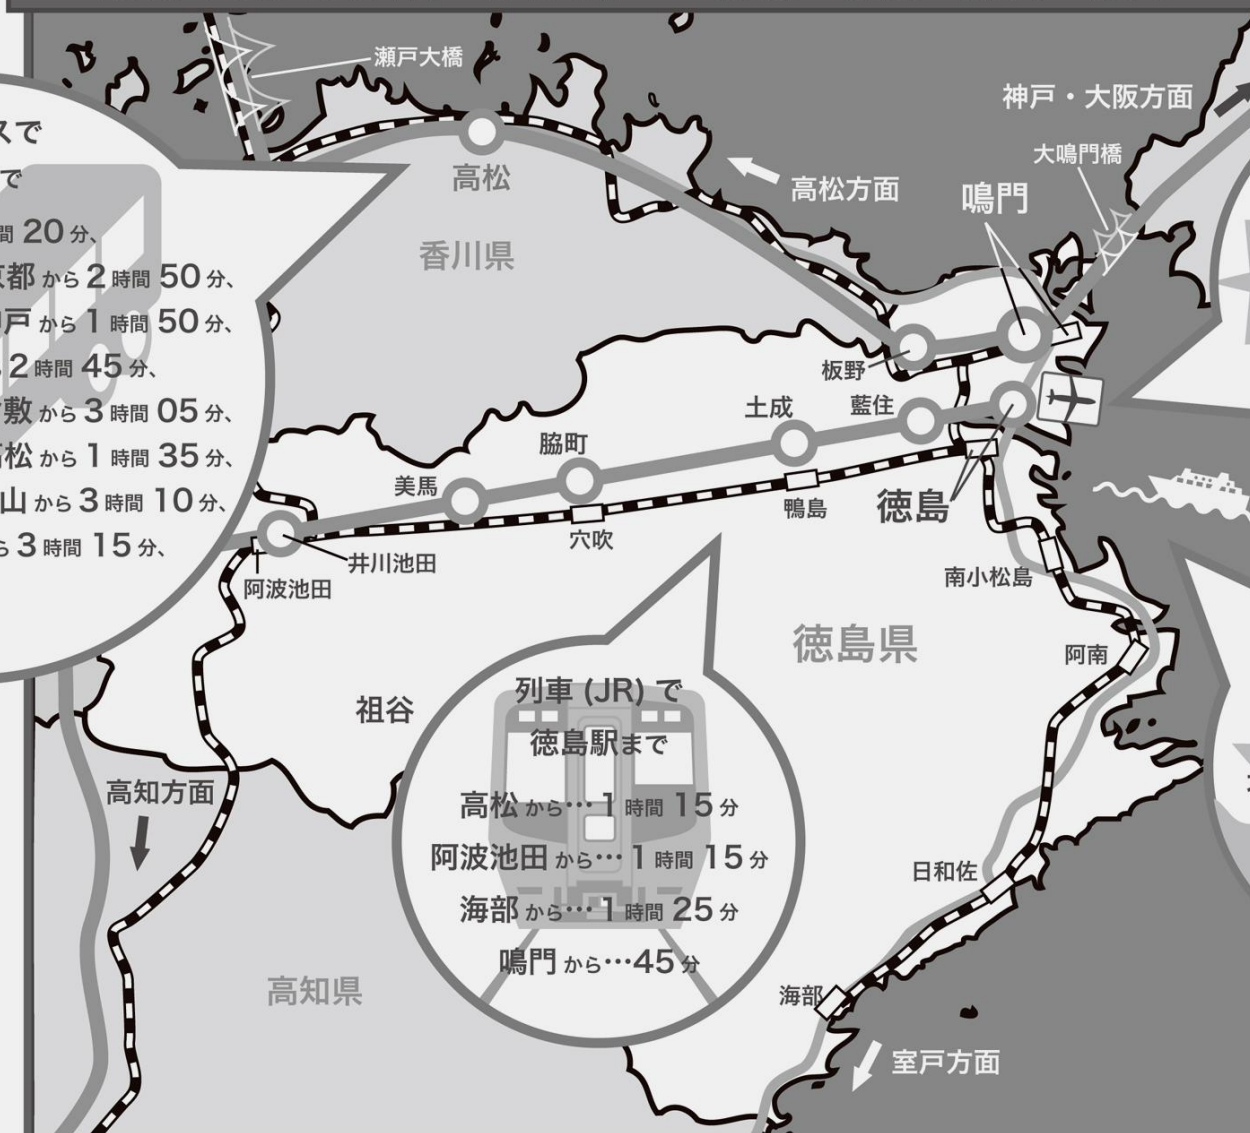 瀬戸大橋
神戸・大阪方面
大鳴門橋
高松
高松方面
鳴門
香川県
スで
で
間 20 分、
都 から 2 時間 50 分、
戸 から 1 時間 50 分、
2 時間 45 分、
敷 から 3 時間 05 分、
松 から 1 時間 35 分、
山 から 3 時間 10 分、
ら 3 時間 15 分、
板野
藍住
土成
脇町
美馬
徳島
鴨島
穴吹
井川池田
阿波池田
南小松島
徳島県
阿南
祖谷
高知方面
列車 (JR) で
徳島駅まで
高松 から… 1 時間 15 分
阿波池田 から… 1 時間 15 分
海部 から… 1 時間 25 分
鳴門 から…45 分
日和佐
海部
高知県
室戸方面